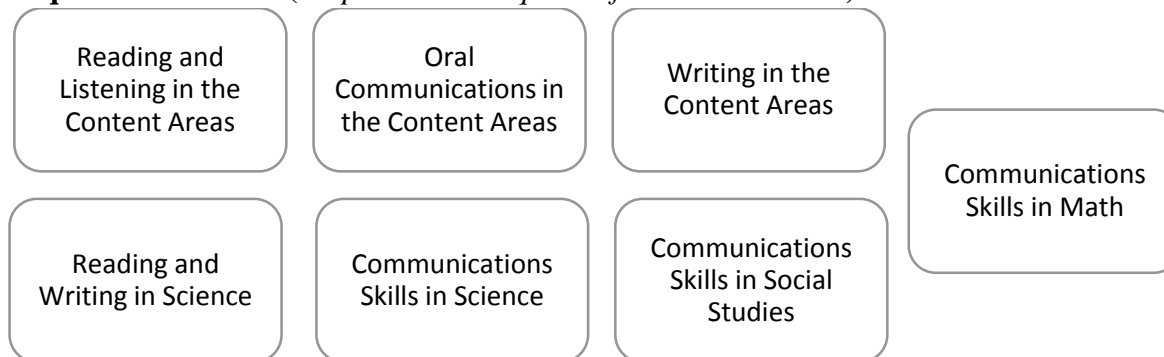 Reading and
Listening in the
Content Areas
Oral
Communications in
the Content Areas
Writing in the
Content Areas
Communications
Skills in Math
Reading and
Writing in Science
Communications
Skills in Science
Communications
Skills in Social
Studies